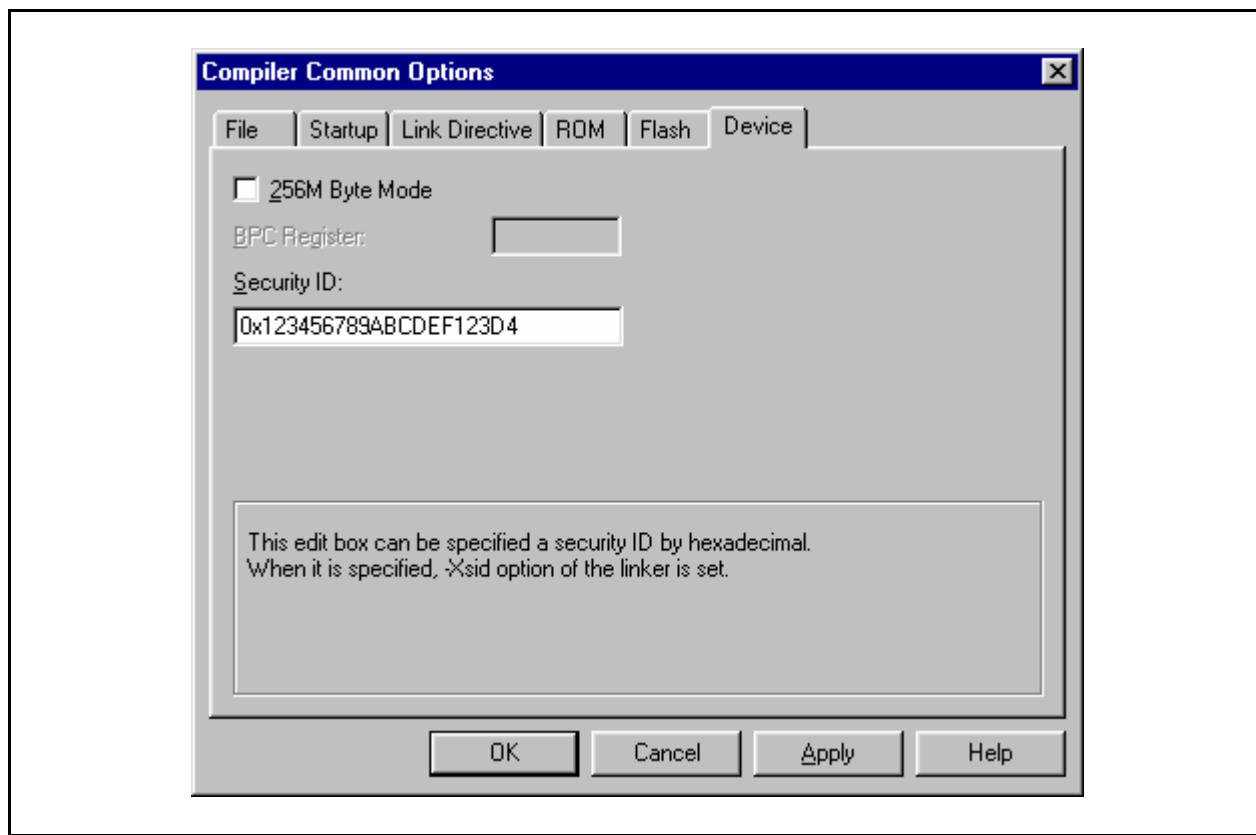 Compiler Common Options
File Startup Link Directive ROM Flash Device
256M Byte Mode
BPC Register:
Security ID:
0x123456789ABCDEF123D4
This edit box can be specified a security ID by hexadecimal.
When it is specified, -Xsid option of the linker is set.
OK Cancel Apply Help